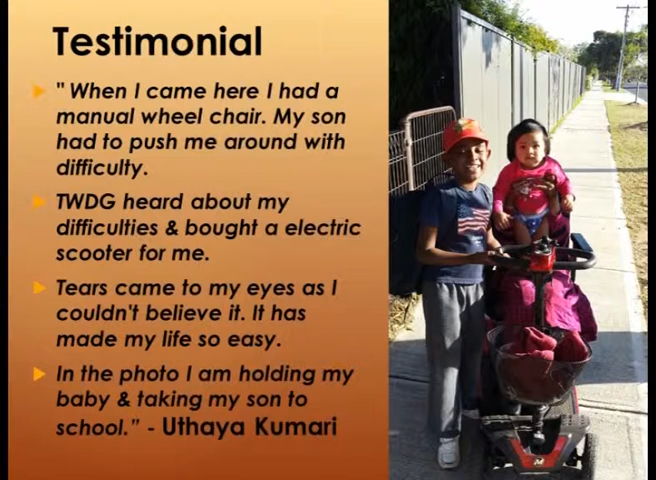 Testimonial
" When I came here I had a
manual wheel chair. My son
had to push me around with
difficulty.
TWDG heard about my
difficulties & bought a electric
scooter for me.
Tears came to my eyes as I
couldn't believe it. It has
made my life so easy.
In the photo I am holding my
baby & taking my son to
school." - Uthaya Kumari